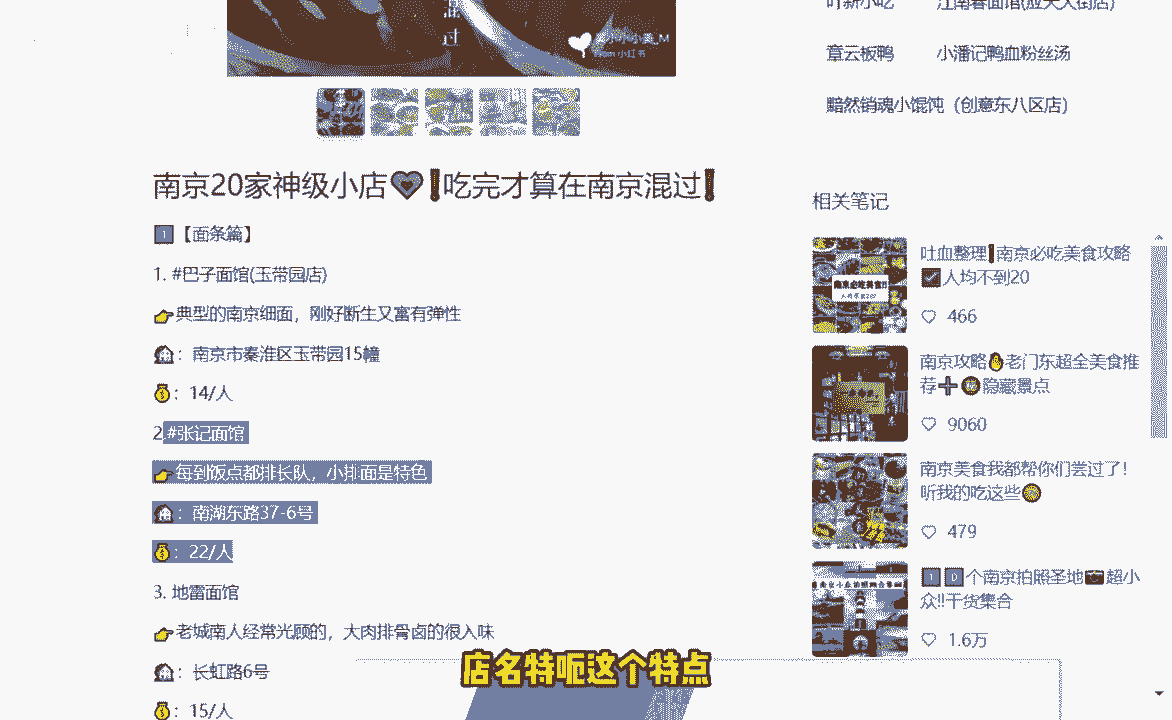 混
过
小红书
南京20家神级小店❤️❗吃完才算在南京混过❗
1️⃣【面条篇】
1. #巴子面馆(玉带园店)
👉典型的南京细面，刚好断生又富有弹性
🏠：南京市秦淮区玉带园15幢
💰：14/人
2.#张记面馆
👉每到饭点都排长队，小排面是特色
🏠：南湖东路37-6号
💰：22/人
3. 地雷面馆
👉老城南人经常光顾的，大肉排骨卤的很入味
🏠：长虹路6号
💰：15/人
叶新小吃 江南春面馆(应天大街店)
章云板鸭 小潘记鸭血粉丝汤
黯然销魂小馄饨（创意东八区店）
相关笔记
吐血整理❗南京必吃美食攻略
☑️人均不到20
466
南京攻略✋老门东超全美食推
荐➕隐藏景点
9060
南京美食我都帮你们尝过了！
听我的吃这些
479
1️⃣0️⃣个南京拍照圣地📷超小
众!!干货集合
1.6万
店名特呃这个特点